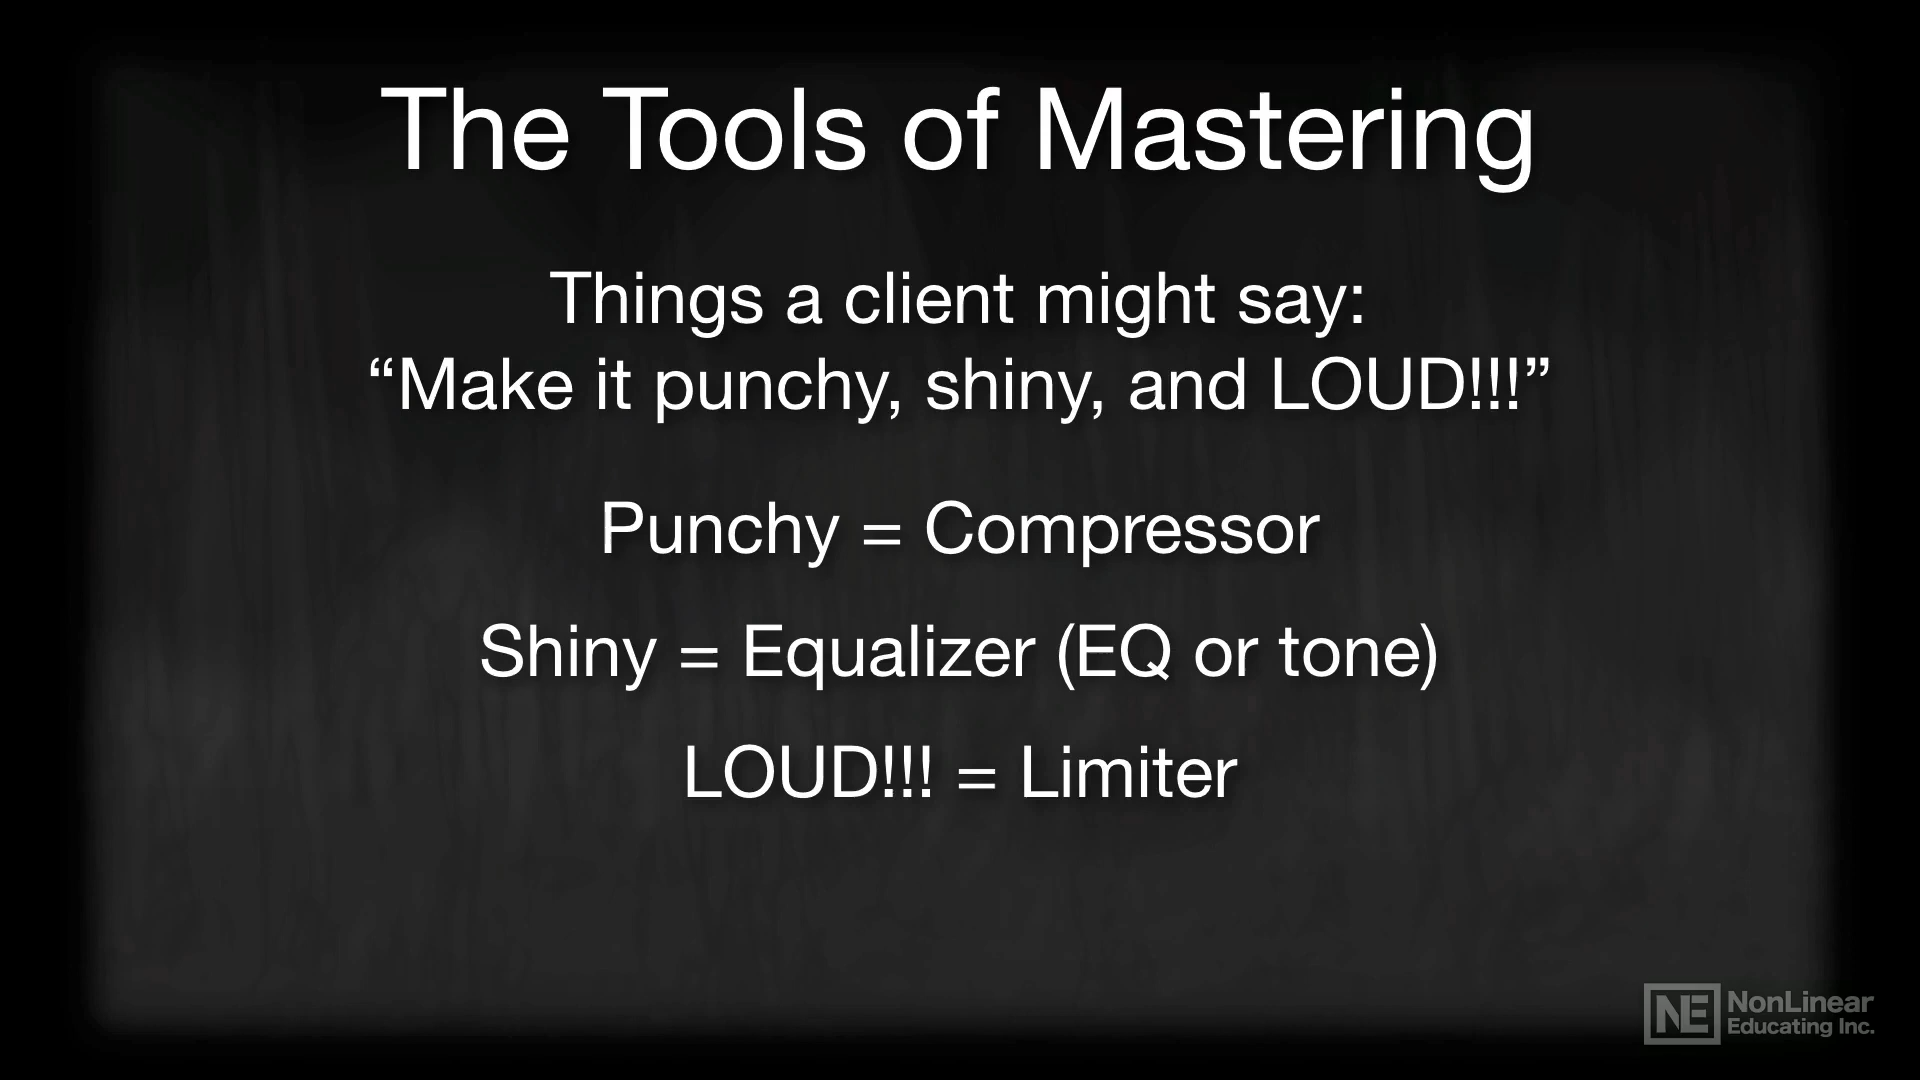 The Tools of Mastering
Things a client might say:
“Make it punchy, shiny, and LOUD!!!”
Punchy = Compressor
Shiny = Equalizer (EQ or tone)
LOUD!!! = Limiter
NE
NonLinear
Educating Inc.